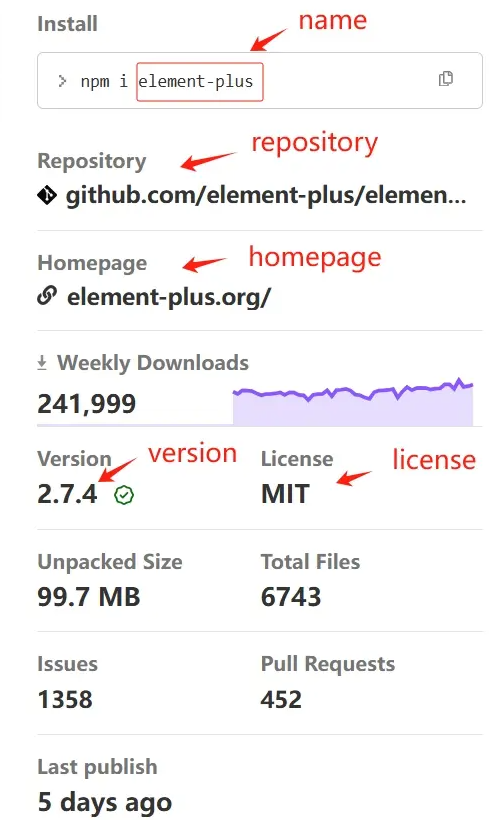 Install
name
npm i element-plus
Repository
repository
github.com/element-plus/elemen...
Homepage
homepage
element-plus.org/
Weekly Downloads
241,999
Version
version
License
license
2.7.4
MIT
Unpacked Size
Total Files
99.7 MB
6743
Issues
Pull Requests
1358
452
Last publish
5 days ago